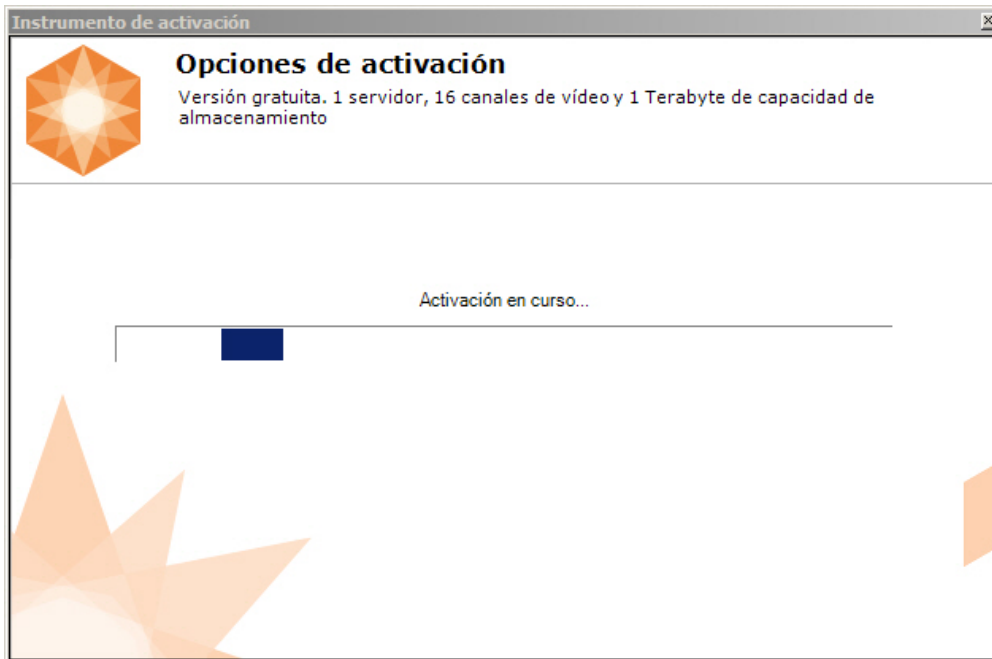 Instrumento de activación
Opciones de activación
Versión gratuita. 1 servidor, 16 canales de vídeo y 1 Terabyte de capacidad de
almacenamiento
Activación en curso...